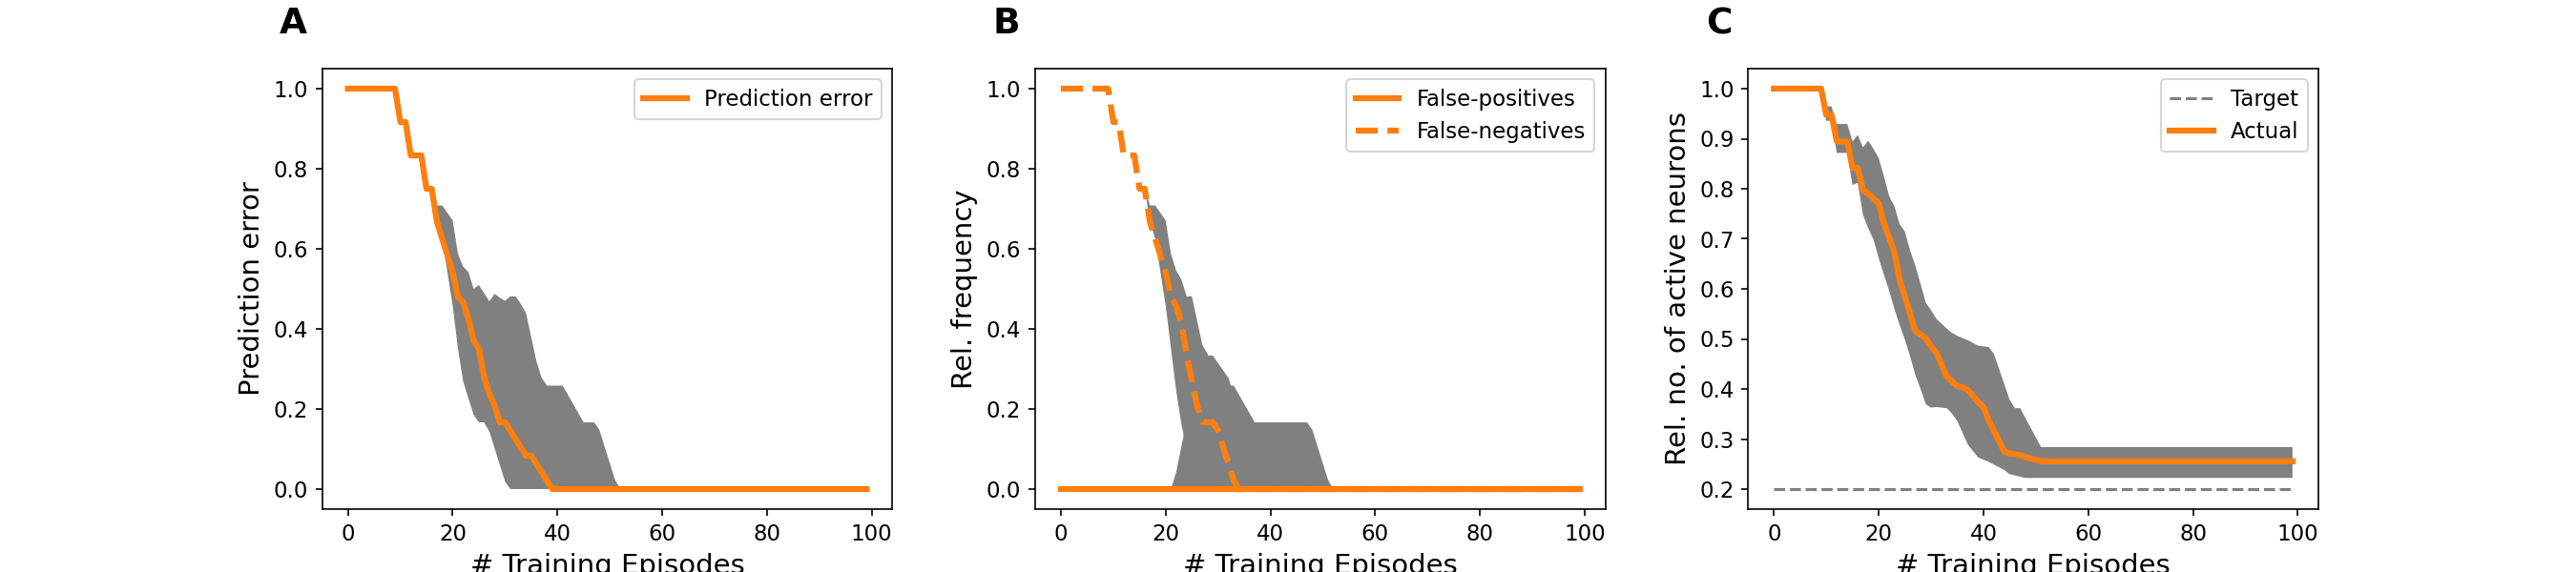 A
Prediction error
1.0
0.8
0.6
0.4
0.2
0.0
Prediction error
0
20
40
60
80
100
# Training Episodes
B
False-positives
False-negatives
1.0
0.8
0.6
0.4
0.2
0.0
Rel. frequency
0
20
40
60
80
100
# Training Episodes
C
Target
Actual
1.0
0.9
0.8
0.7
0.6
0.5
0.4
0.3
0.2
Rel. no. of active neurons
0
20
40
60
80
100
# Training Episodes